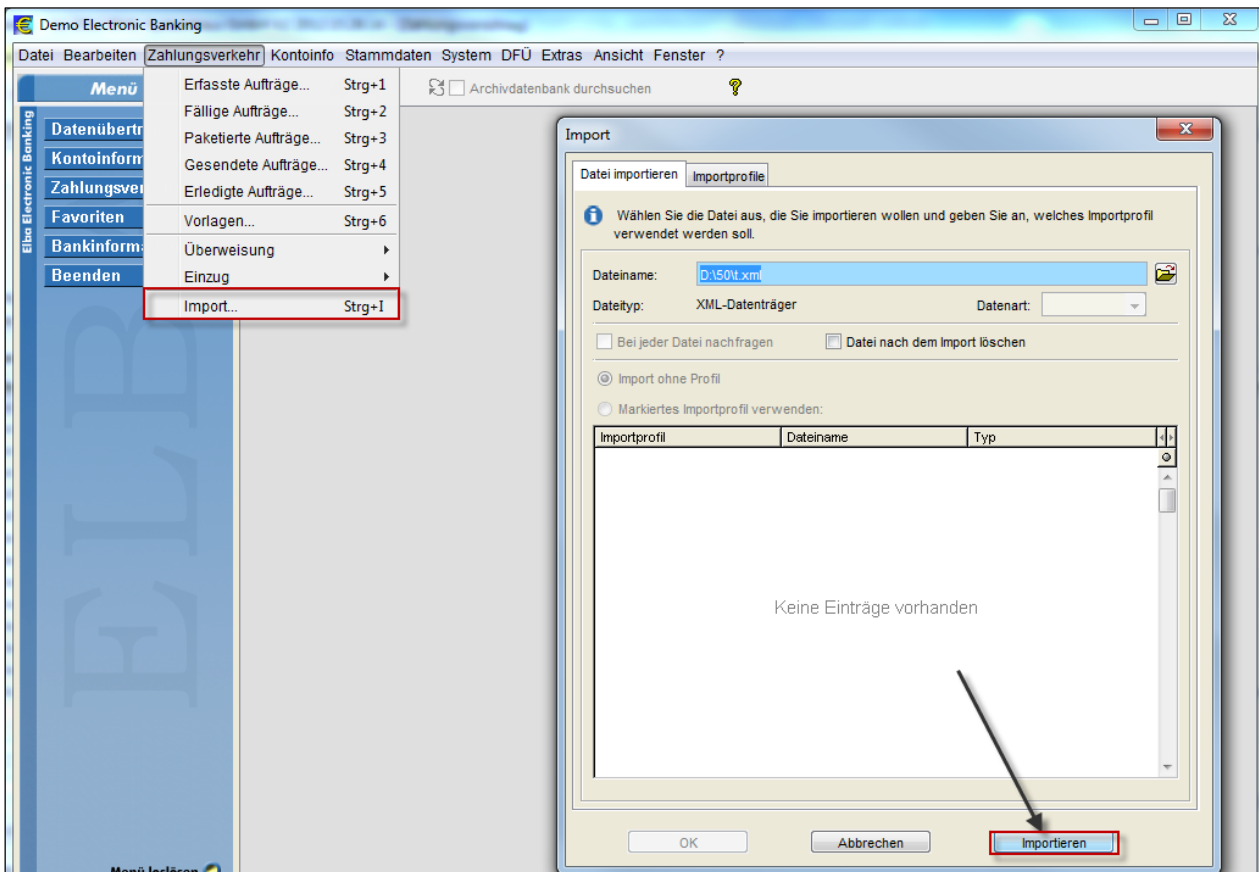 Demo Electronic Banking
Datei Bearbeiten Zahlungsverkehr Kontoinfo Stammdaten System DFÜ Extras Ansicht Fenster ?
Menü
Archivdatenbank durchsuchen
Elba Electronic Banking
Datenübertr
Kontoinform
Zahlungsve
Favoriten
Bankinform
Beenden
ELB
Erfasste Aufträge... Strg+1
Fällige Aufträge... Strg+2
Paketierte Aufträge... Strg+3
Gesendete Aufträge... Strg+4
Erledigte Aufträge... Strg+5
Vorlagen... Strg+6
Überweisung
Einzug
Import... Strg+I
Import
Datei importieren Importprofile
Wählen Sie die Datei aus, die Sie importieren wollen und geben Sie an, welches Importprofil
verwendet werden soll.
Dateiname: D:\50\t.xml
Dateityp: XML-Datenträger Datenart:
Bei jeder Datei nachfragen Datei nach dem Import löschen
Import ohne Profil
Markiertes Importprofil verwenden:
Importprofil Dateiname Typ
Keine Einträge vorhanden
OK Abbrechen Importieren
Menü loslösen